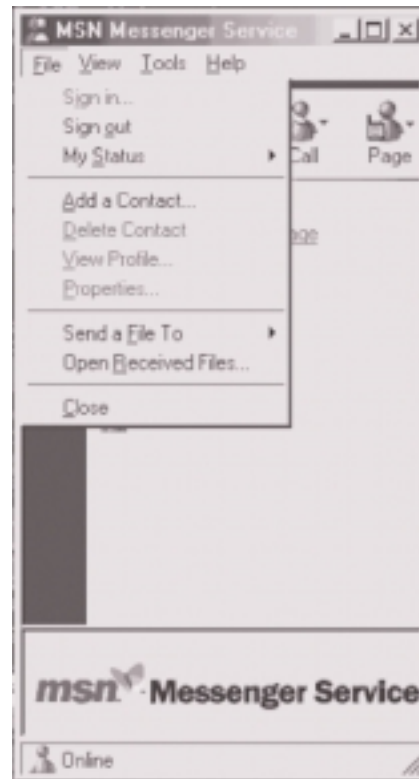 MSN Messenger Service
File View Tools Help
Sign in...
Sign out
My Status
Call Page
Add a Contact...
Delete Contact
View Profile...
Properties...
Send a File To
Open Received Files...
Close
msn Messenger Service
Online